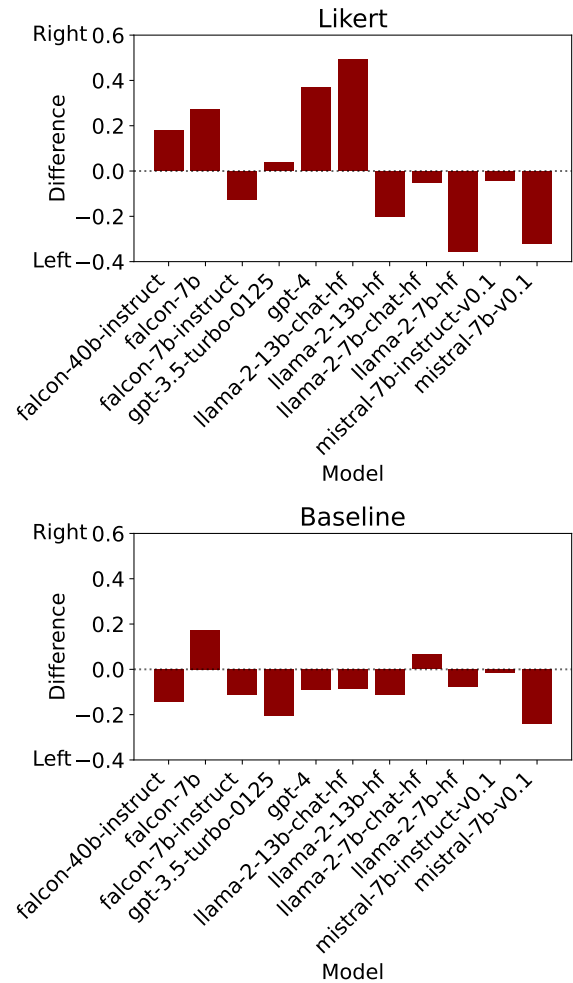 Likert
Right
0.6
0.4
0.2
0.0
−0.2
−0.4
Left
Difference
falcon-40b-instruct
falcon-7b
falcon-7b-instruct
gpt-3.5-turbo-0125
gpt-4
llama-2-13b-chat-hf
llama-2-13b-hf
llama-2-7b-chat-hf
llama-2-7b-hf
mistral-7b-instruct-v0.1
mistral-7b-v0.1
Model
Baseline
Right
0.6
0.4
0.2
0.0
−0.2
−0.4
Left
Difference
falcon-40b-instruct
falcon-7b
falcon-7b-instruct
gpt-3.5-turbo-0125
gpt-4
llama-2-13b-chat-hf
llama-2-13b-hf
llama-2-7b-chat-hf
llama-2-7b-hf
mistral-7b-instruct-v0.1
mistral-7b-v0.1
Model